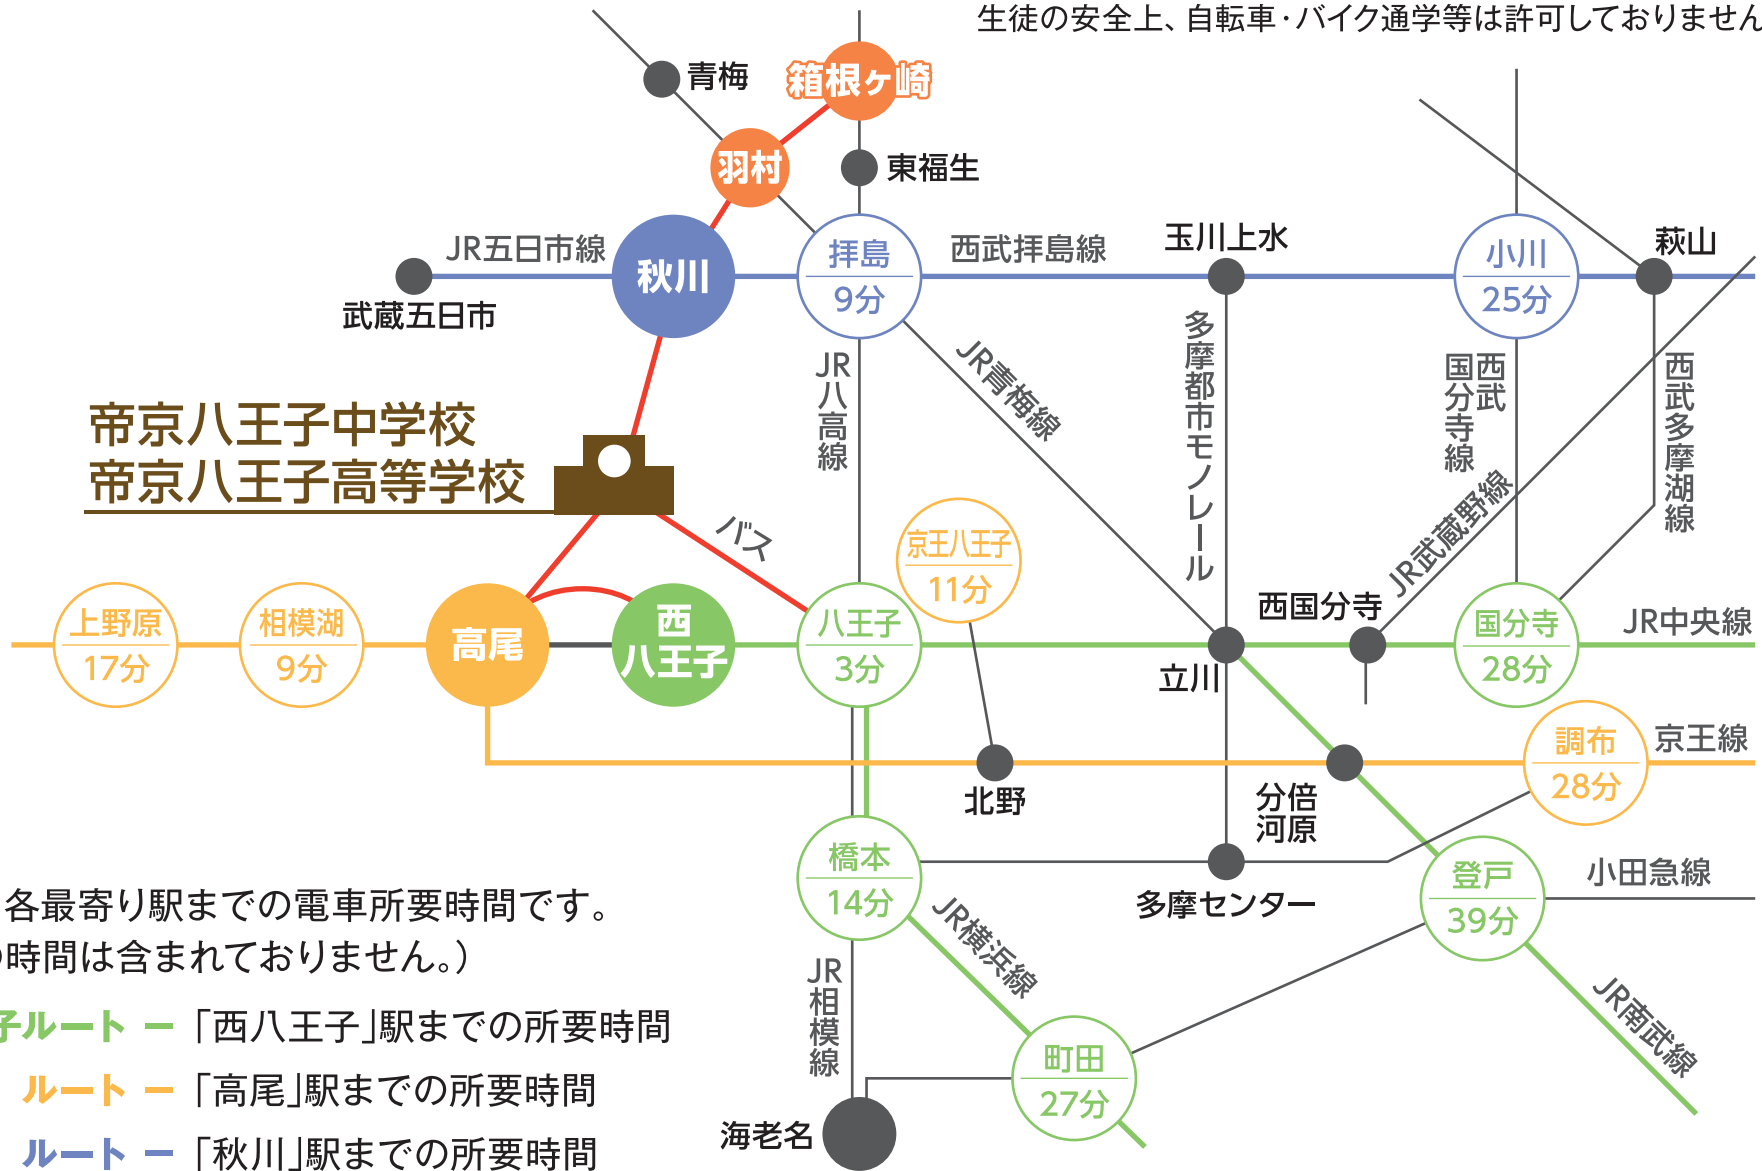 生徒の安全上、自転車・バイク通学等は許可しておりません
青梅
箱根ヶ崎
羽村
東福生
JR五日市線
秋川
拝島
9分
西武拝島線
玉川上水
小川
25分
萩山
武蔵五日市
JR八高線
JR青梅線
多摩都市モノレール
西武
国分寺線
西武多摩湖線
帝京八王子中学校
帝京八王子高等学校
バス
京王八王子
11分
JR武蔵野線
西国分寺
上野原
17分
相模湖
9分
高尾
西
八王子
八王子
3分
立川
国分寺
28分
JR中央線
北野
分倍
河原
調布
28分
京王線
橋本
14分
多摩センター
登戸
39分
小田急線
各最寄り駅までの電車所要時間です。
時間は含まれておりません。）
JR横浜線
JR相模線
JR南武線
子ルート ー 「西八王子」駅までの所要時間
町田
27分
ルート ー 「高尾」駅までの所要時間
海老名
ルート ー 「秋川」駅までの所要時間